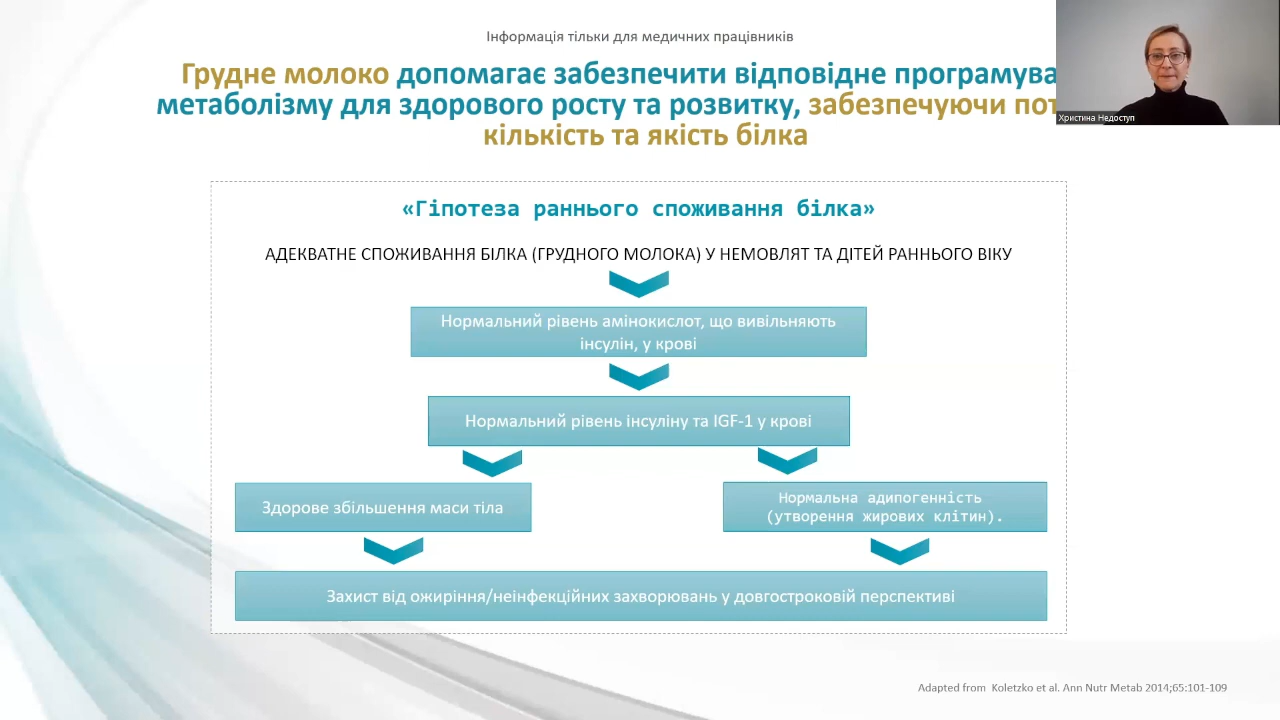 Інформація тільки для медичних працівників
Грудне молоко допомагає забезпечити відповідне
метаболізму для здорового росту та розвитку, забезпечуючи
кількість та якість білка
Христина Недоступ
«Гіпотеза раннього споживання білка»
АДЕКВАТНЕ СПОЖИВАННЯ БІЛКА (ГРУДНОГО МОЛОКА) У НЕМОВЛЯТ ТА ДІТЕЙ РАННЬОГО ВІКУ
Нормальний рівень амінокислот, що вивільняють
інсулін, у крові
Нормальний рівень інсуліну та IGF-1 у крові
Здорове збільшення маси тіла
Нормальна адипогенність
(утворення жирових клітин).
Захист від ожиріння/неінфекційних захворювань у довгостроковій перспективі
Adapted from Koletzko et al. Ann Nutr Metab 2014;65:101-109